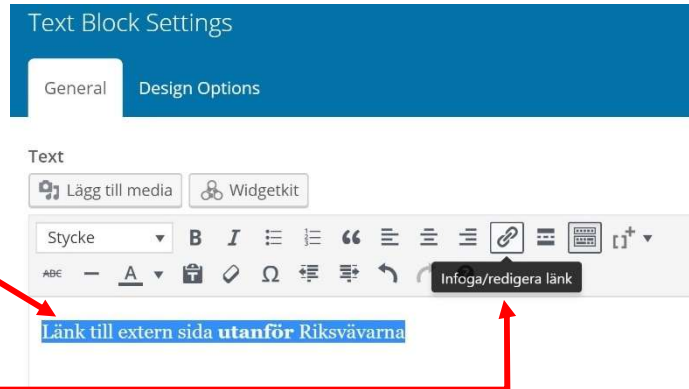 Text Block Settings
General Design Options
Text
Lägg till media Widgetkit
Stycke B I
ABC A Ω
Infoga/redigera länk
Länk till extern sida utanför Riksvävarna